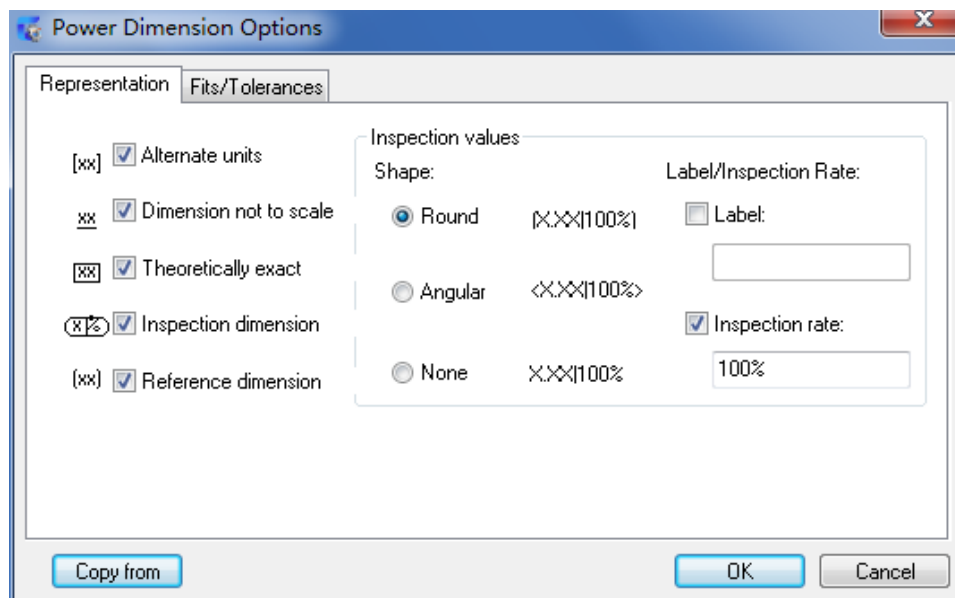 Power Dimension Options
x
Representation
Fits/Tolerances
[xx] Alternate units
xx Dimension not to scale
xx Theoretically exact
X % Inspection dimension
(xx) Reference dimension
Inspection values
Shape:
Round (X.XX|100%)
Angular <X.XX|100%>
None X.XX|100%
Label/Inspection Rate:
Label:
Inspection rate:
100%
Copy from
OK
Cancel